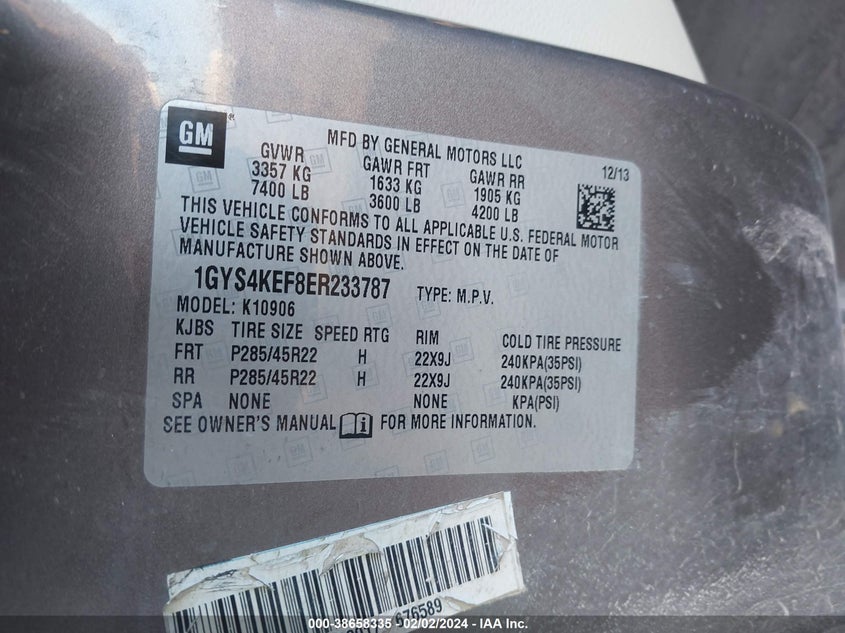 GM
MFD BY GENERAL MOTORS LLC
12/13
GVWR GAWR FRT GAWR RR
3357 KG 1633 KG 1905 KG
7400 LB 3600 LB 4200 LB
THIS VEHICLE CONFORMS TO ALL APPLICABLE U.S. FEDERAL MOTOR
VEHICLE SAFETY STANDARDS IN EFFECT ON THE DATE OF
MANUFACTURE SHOWN ABOVE.
1GYS4KEF8ER233787 TYPE: M.P.V.
MODEL: K10906
KJBS TIRE SIZE SPEED RTG RIM COLD TIRE PRESSURE
FRT P285/45R22 H 22X9J 240KPA(35PSI)
RR P285/45R22 H 22X9J 240KPA(35PSI)
SPA NONE NONE KPA(PSI)
SEE OWNER'S MANUAL FOR MORE INFORMATION.
676589
000-38658335 - 02/02/2024 - IAA Inc.